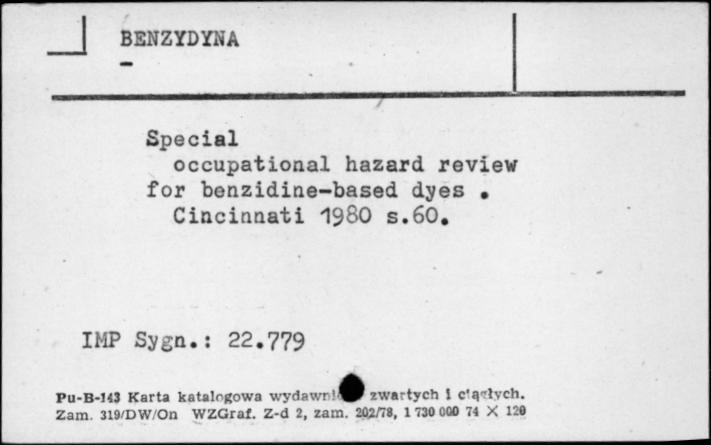 BENZYDYNA
Special
occupational hazard review
for benzidine-based dyes .
Cincinnati 1980 s.60.
IMP Sygn.: 22.779
Pu-B-143 Karta katalogowa zwartych i ciągłych.
Zam. 319/DW/On WZGraf. Z-d 2, zam. 202/78, 1 730 000 74 × 120